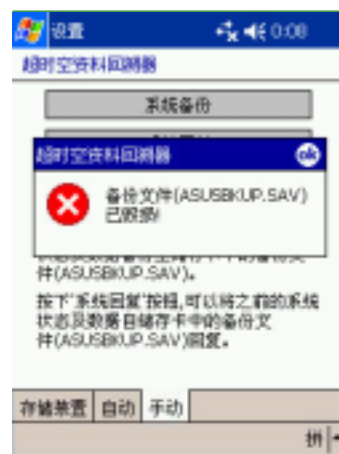 设置
0:08
超时空资料回溯器
系统备份
超时空资料回溯器
ok
备份文件(ASUSBKUP.SAV)
已毁损!
件(ASUSBKUP.SAV)。
按下'系统回复'按钮,可以将之前的系统
状态及数据自储存卡中的备份文
件(ASUSBKUP.SAV)回复。
存储装置 自动 手动
拼